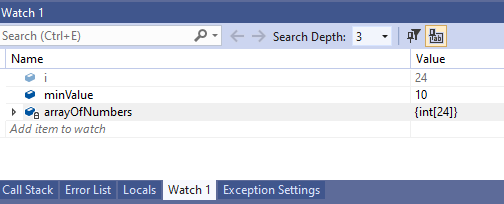 Watch 1
Search (Ctrl+E) Search Depth: 3
Name Value
i 24
minValue 10
arrayOfNumbers {int[24]}
Add item to watch
Call Stack Error List Locals Watch 1 Exception Settings